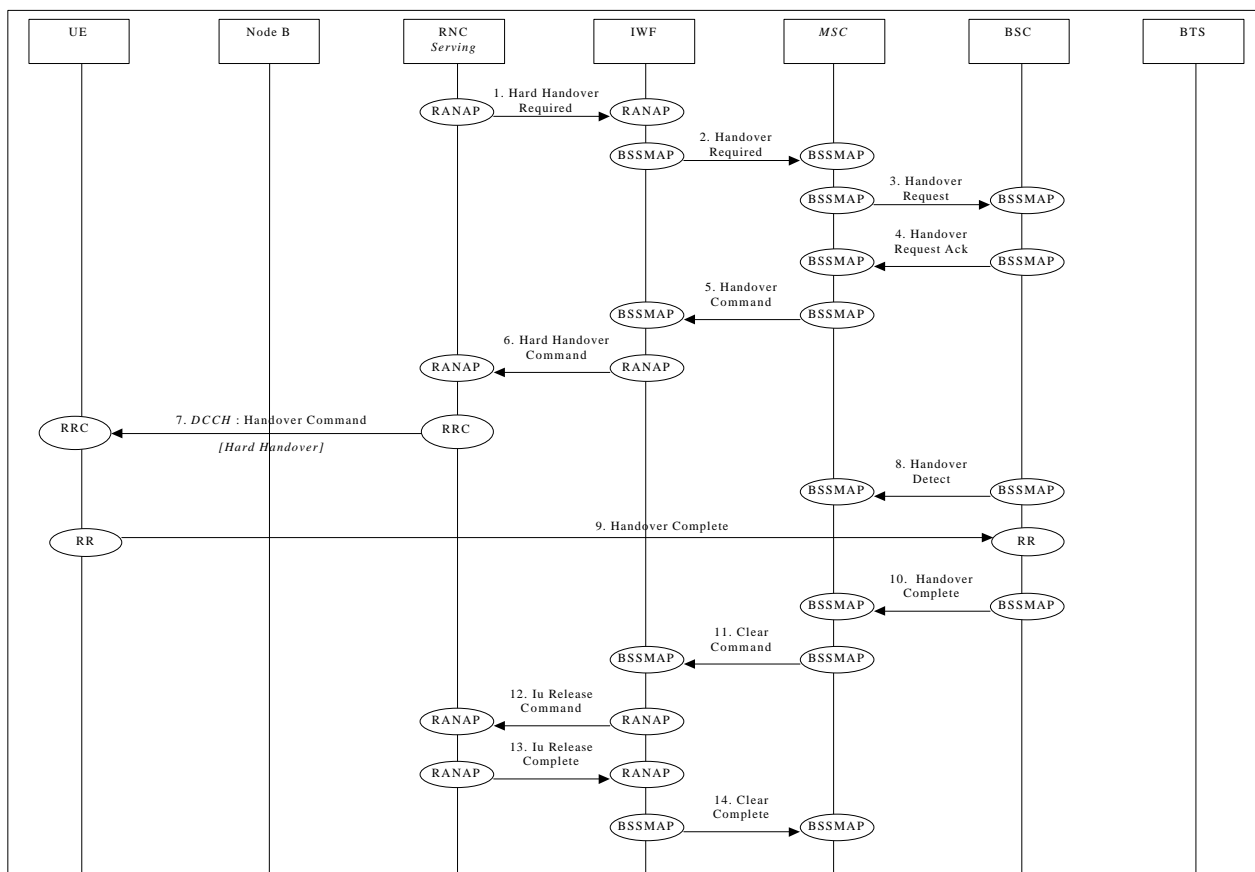 UE
Node B
RNC
Serving
IWF
MSC
BSC
BTS
1. Hard Handover
Required
RANAP
RANAP
2. Handover
Required
BSSMAP
BSSMAP
3. Handover
Request
BSSMAP
BSSMAP
4. Handover
Request Ack
BSSMAP
BSSMAP
5. Handover
Command
BSSMAP
BSSMAP
6. Hard Handover
Command
RANAP
RANAP
7. DCCH : Handover Command
RRC
RRC
[Hard Handover]
8. Handover
Detect
BSSMAP
BSSMAP
9. Handover Complete
RR
RR
10. Handover
Complete
BSSMAP
BSSMAP
11. Clear
Command
BSSMAP
BSSMAP
12. Iu Release
Command
RANAP
RANAP
13. Iu Release
Complete
RANAP
RANAP
14. Clear
Complete
BSSMAP
BSSMAP